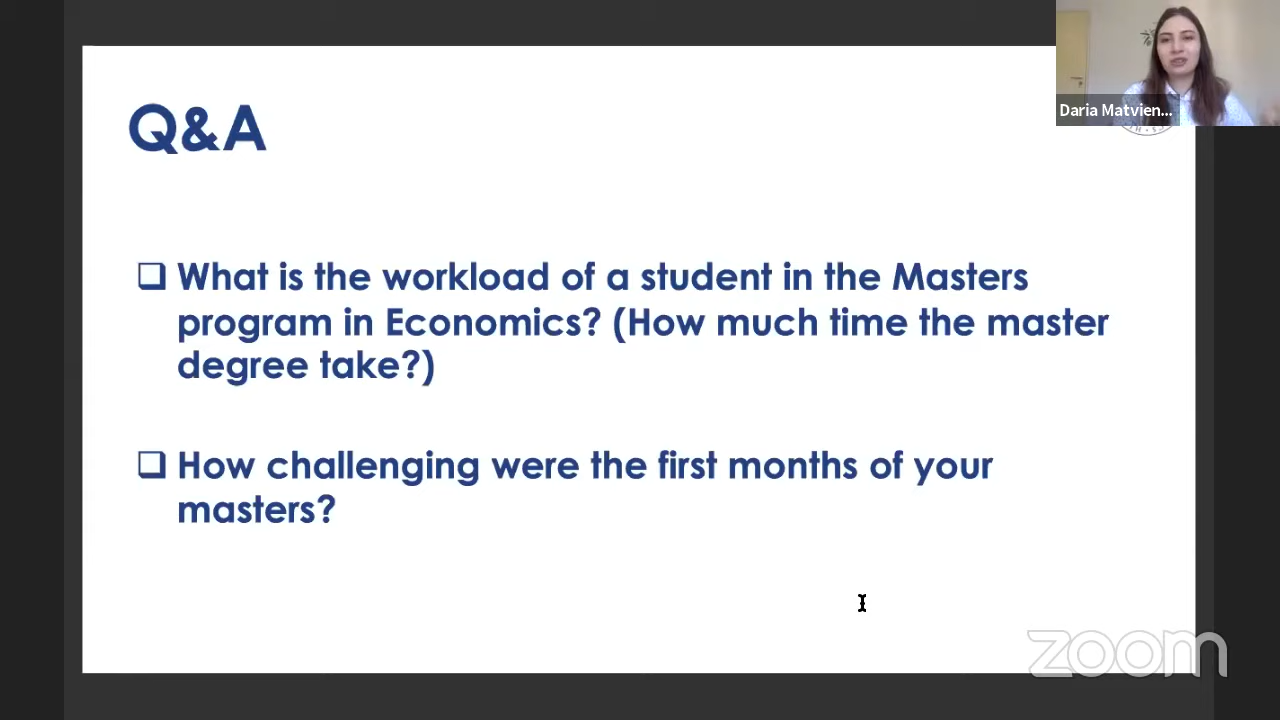 Q&A
Daria Matvien...
❑ What is the workload of a student in the Masters
program in Economics? (How much time the master
degree take?)
❑ How challenging were the first months of your
masters?
zoom